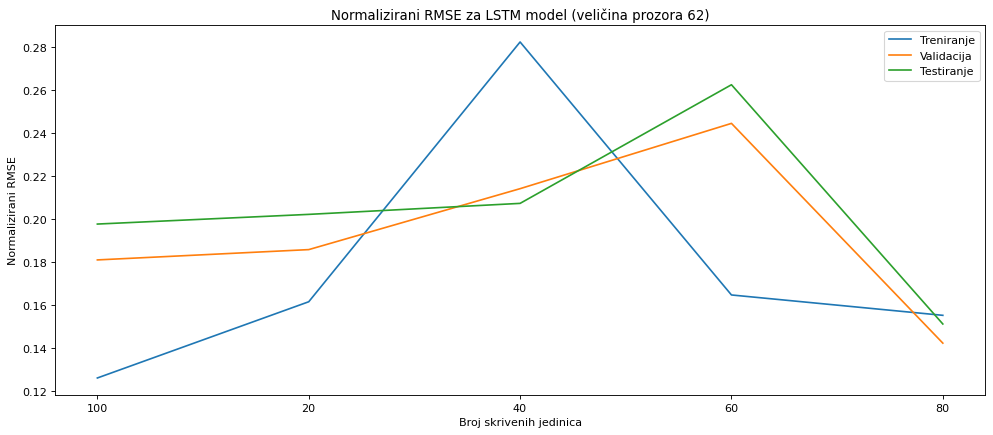 Normalizirani RMSE za LSTM model (veličina prozora 62)
Treniranje
Validacija
Testiranje
Normalizirani RMSE
0.28
0.26
0.24
0.22
0.20
0.18
0.16
0.14
0.12
100 20 40 60 80
Broj skrivenih jedinica